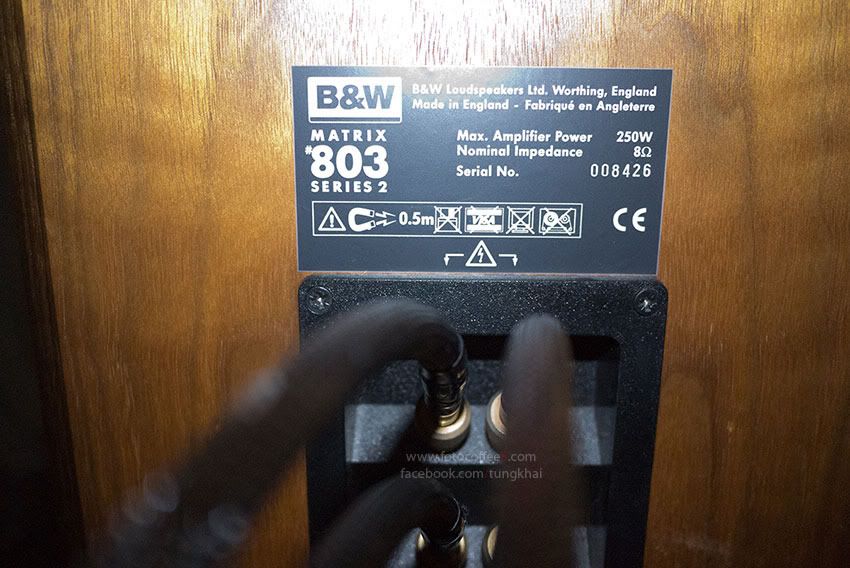 B&W
B&W Loudspeakers Ltd. Worthing, England
Made in England - Fabriqué en Angleterre
MATRIX
#803
SERIES 2
Max. Amplifier Power 250W
Nominal Impedance 8Ω
Serial No. 008426
0.5m
VISA
CE
www.fotocoffee.com
facebook.com/tungkhai